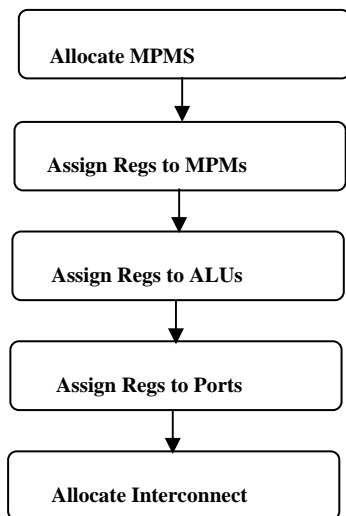 Allocate MPMS
Assign Regs to MPMs
Assign Regs to ALUs
Assign Regs to Ports
Allocate Interconnect